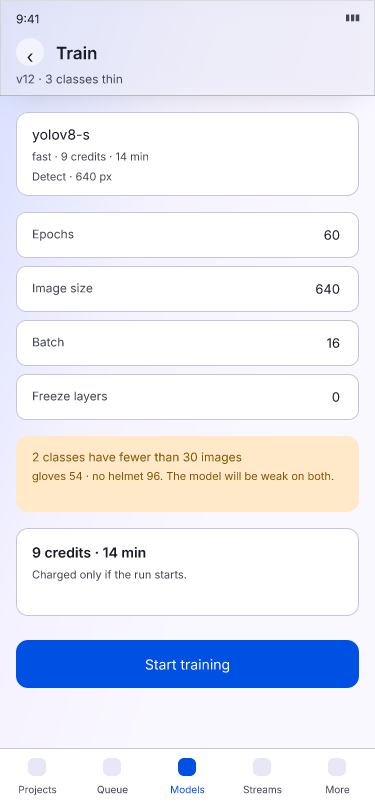 9:41
‹ Train
v12 · 3 classes thin
yolov8-s
fast · 9 credits · 14 min
Detect · 640 px
Epochs 60
Image size 640
Batch 16
Freeze layers 0
2 classes have fewer than 30 images
gloves 54 · no helmet 96. The model will be weak on both.
9 credits · 14 min
Charged only if the run starts.
Start training
Projects Queue Models Streams More